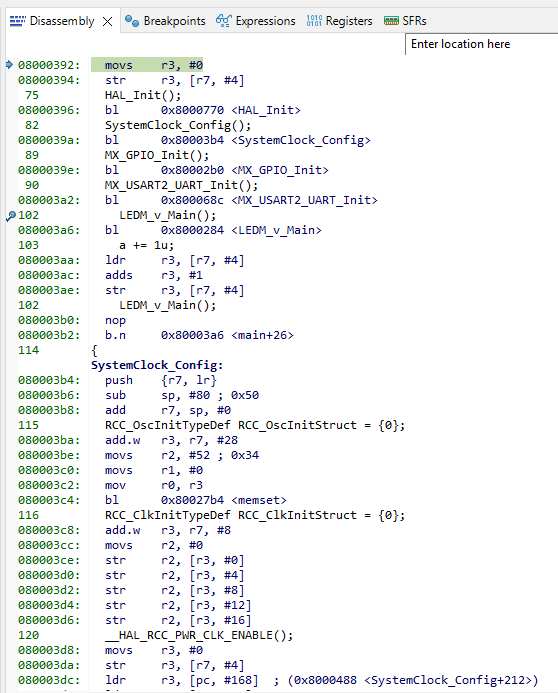 Disassembly Breakpoints Expressions Registers SFRs
Enter location here
08000392: movs r3, #0
08000394: str r3, [r7, #4]
75 HAL_Init();
08000396: bl 0x8000770 <HAL_Init>
82 SystemClock_Config();
0800039a: bl 0x80003b4 <SystemClock_Config>
89 MX_GPIO_Init();
0800039e: bl 0x80002b0 <MX_GPIO_Init>
90 MX_USART2_UART_Init();
080003a2: bl 0x800068c <MX_USART2_UART_Init>
102 LEDM_v_Main();
080003a6: bl 0x8000284 <LEDM_v_Main>
103 a += 1u;
080003aa: ldr r3, [r7, #4]
080003ac: adds r3, #1
080003ae: str r3, [r7, #4]
102 LEDM_v_Main();
080003b0: nop
080003b2: b.n 0x80003a6 <main+26>
114 {
SystemClock_Config:
080003b4: push {r7, lr}
080003b6: sub sp, #80 ; 0x50
080003b8: add r7, sp, #0
115 RCC_OscInitTypeDef RCC_OscInitStruct = {0};
080003ba: add.w r3, r7, #28
080003be: movs r2, #52 ; 0x34
080003c0: movs r1, #0
080003c2: mov r0, r3
080003c4: bl 0x80027b4 <memset>
116 RCC_ClkInitTypeDef RCC_ClkInitStruct = {0};
080003c8: add.w r3, r7, #8
080003cc: movs r2, #0
080003ce: str r2, [r3, #0]
080003d0: str r2, [r3, #4]
080003d2: str r2, [r3, #8]
080003d4: str r2, [r3, #12]
080003d6: str r2, [r3, #16]
120 __HAL_RCC_PWR_CLK_ENABLE();
080003d8: movs r3, #0
080003da: str r3, [r7, #4]
080003dc: ldr r3, [pc, #168] ; (0x8000488 <SystemClock_Config+212>)